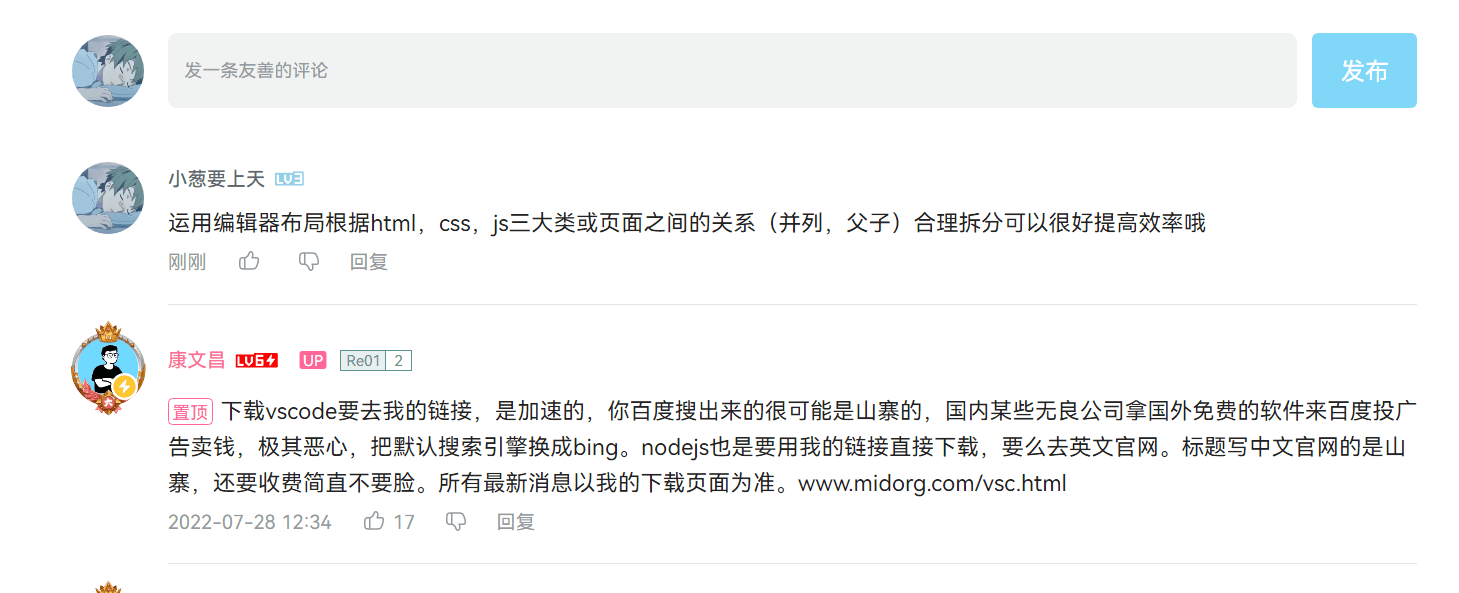 发一条友善的评论
发布
小葱要上天 LV3
运用编辑器布局根据html，css，js三大类或页面之间的关系（并列，父子）合理拆分可以很好提高效率哦
刚刚 回复
康文昌 LV6 UP Re01 2
置顶 下载vscode要去我的链接，是加速的，你百度搜出来的很可能是山寨的，国内某些无良公司拿国外免费的软件来百度投广
告卖钱，极其恶心，把默认搜索引擎换成bing。nodejs也是要用我的链接直接下载，要么去英文官网。标题写中文官网的是山
寨，还要收费简直不要脸。所有最新消息以我的下载页面为准。www.midorg.com/vsc.html
2022-07-28 12:34 17 回复